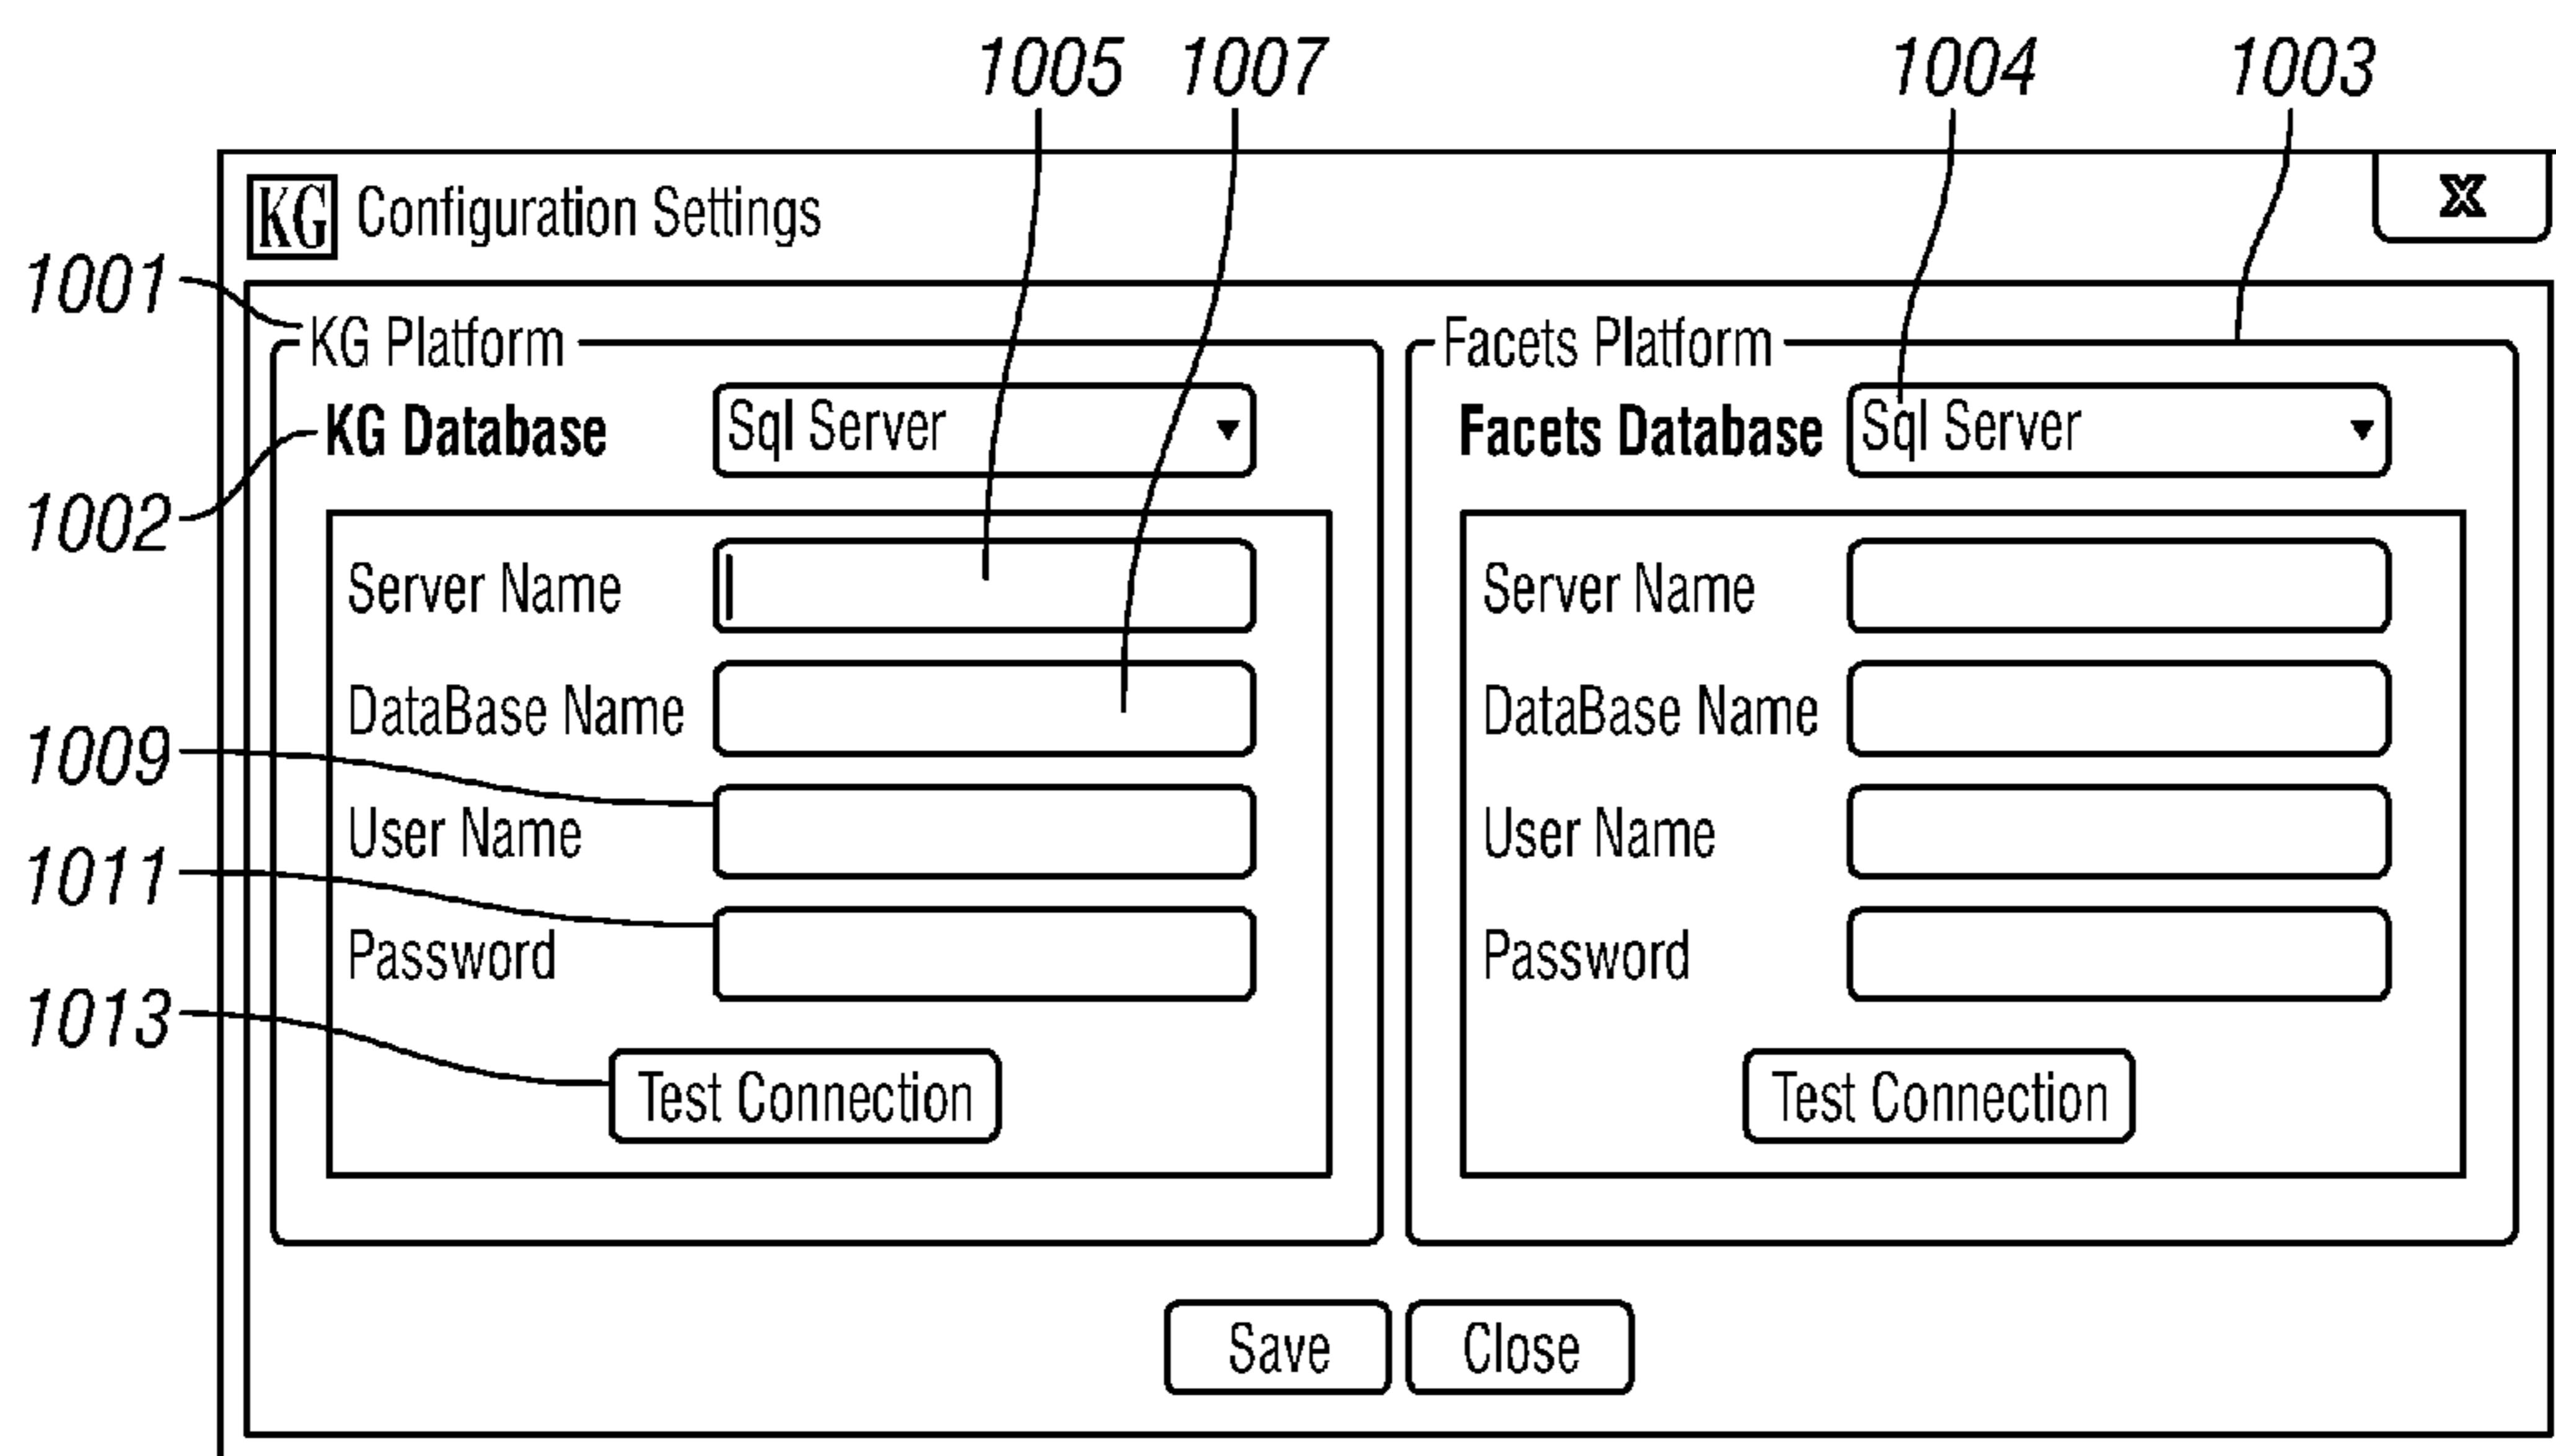 1005 1007 1004 1003
KG Configuration Settings X
1001
KG Platform Facets Platform
KG Database Sql Server Facets Database Sql Server
1002
Server Name Server Name
DataBase Name DataBase Name
1009
User Name User Name
1011
Password Password
1013
Test Connection Test Connection
Save Close